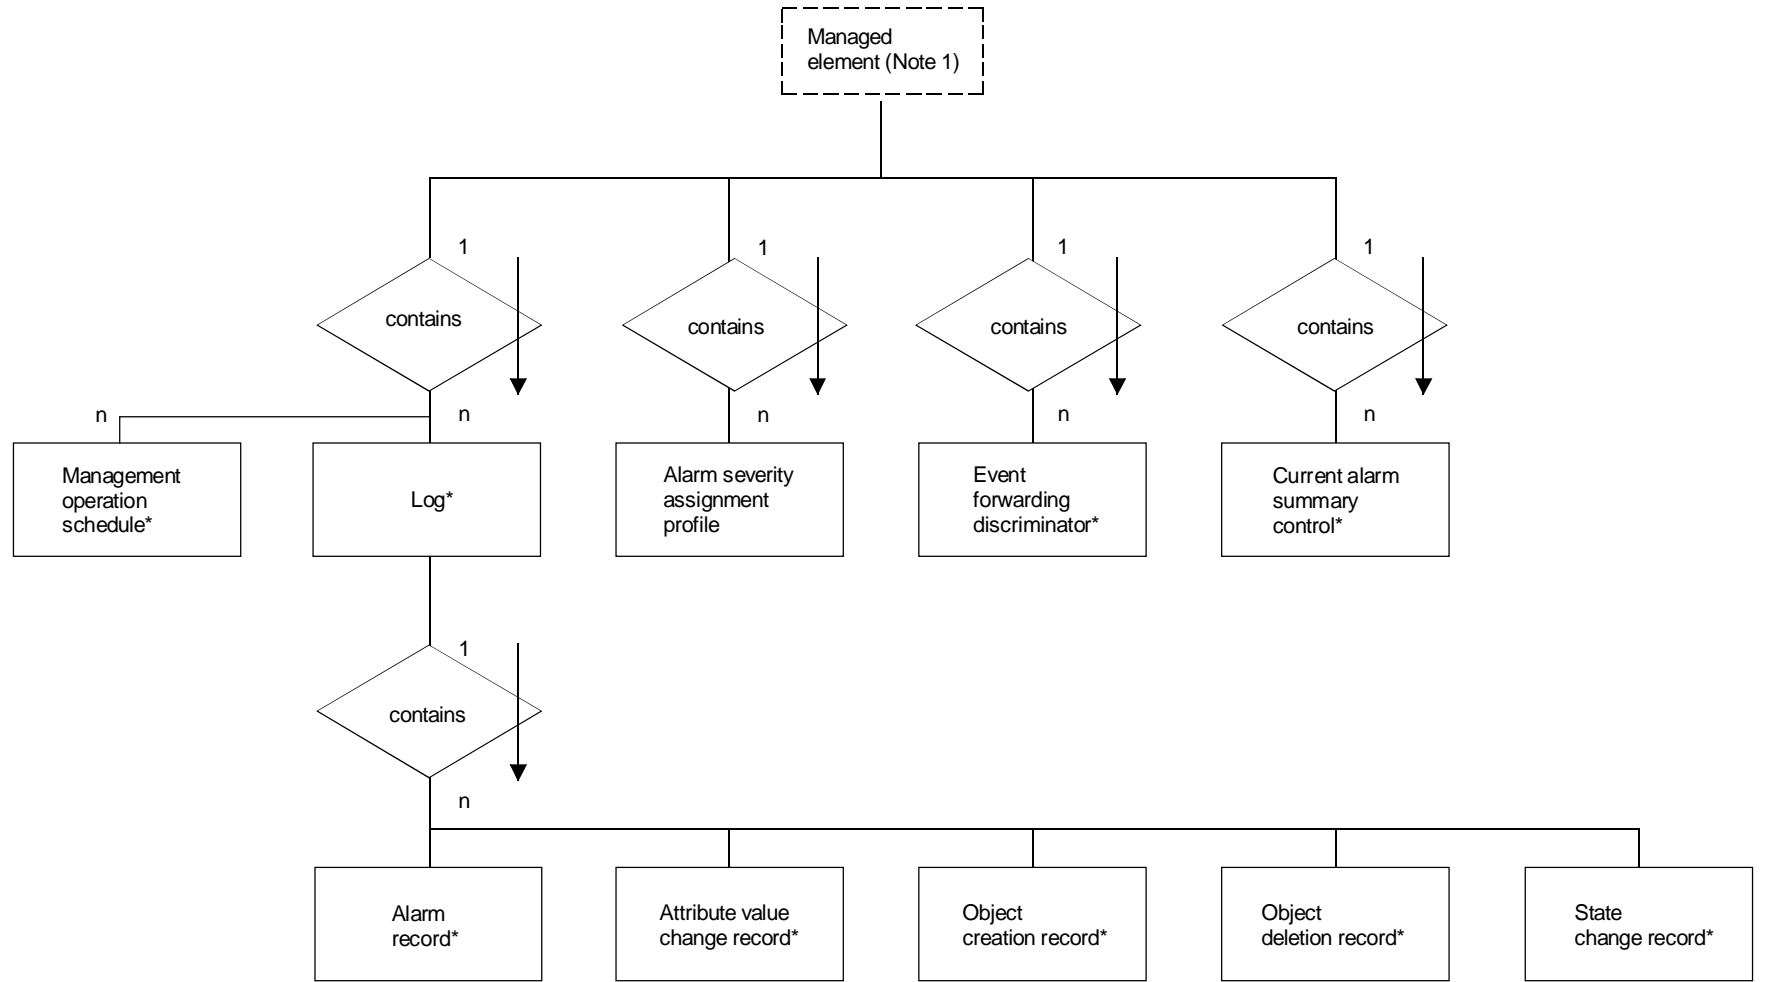 Managed
element (Note 1)
1
1
1
1
contains
contains
contains
contains
n
n
n
n
n
Management
operation
schedule*
Log*
Alarm severity
assignment
profile
Event
forwarding
discriminator*
Current alarm
summary
control*
1
contains
n
Alarm
record*
Attribute value
change record*
Object
creation record*
Object
deletion record*
State
change record*